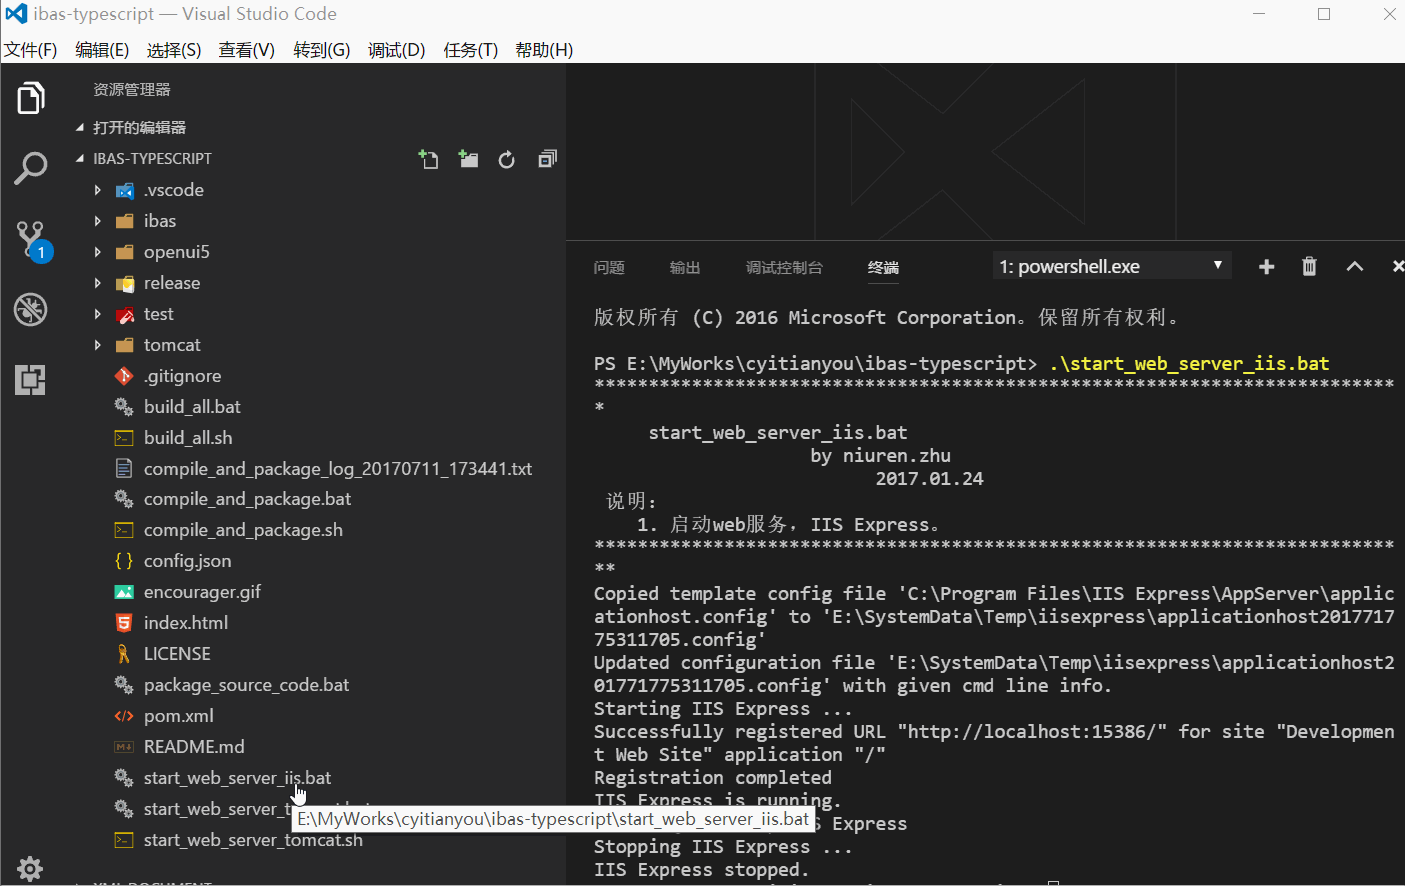 ibas-typescript — Visual Studio Code
文件(F) 编辑(E) 选择(S) 查看(V) 转到(G) 调试(D) 任务(T) 帮助(H)
资源管理器
打开的编辑器
IBAS-TYPESCRIPT
.vscode
ibas
openui5
release
test
tomcat
.gitignore
build_all.bat
build_all.sh
compile_and_package_log_20170711_173441.txt
compile_and_package.bat
compile_and_package.sh
config.json
encourager.gif
index.html
LICENSE
package_source_code.bat
pom.xml
README.md
start_web_server_iis.bat
start_web_server_t
E:\MyWorks\cyitianyou\ibas-typescript\start_web_server_iis.bat
start_web_server_tomcat.sh
1
问题 输出 调试控制台 终端 1: powershell.exe
版权所有 (C) 2016 Microsoft Corporation。保留所有权利。
PS E:\MyWorks\cyitianyou\ibas-typescript> .\start_web_server_iis.bat
**************************************************************************
*
start_web_server_iis.bat
by niuren.zhu
2017.01.24
说明：
1. 启动web服务，IIS Express。
**************************************************************************
**
Copied template config file 'C:\Program Files\IIS Express\AppServer\applic
ationhost.config' to 'E:\SystemData\Temp\iisexpress\applicationhost2017717
75311705.config'
Updated configuration file 'E:\SystemData\Temp\iisexpress\applicationhost2
01771775311705.config' with given cmd line info.
Starting IIS Express ...
Successfully registered URL "http://localhost:15386/" for site "Developmen
t Web Site" application "/"
Registration completed
IIS Express is running.
Express
Stopping IIS Express ...
IIS Express stopped.